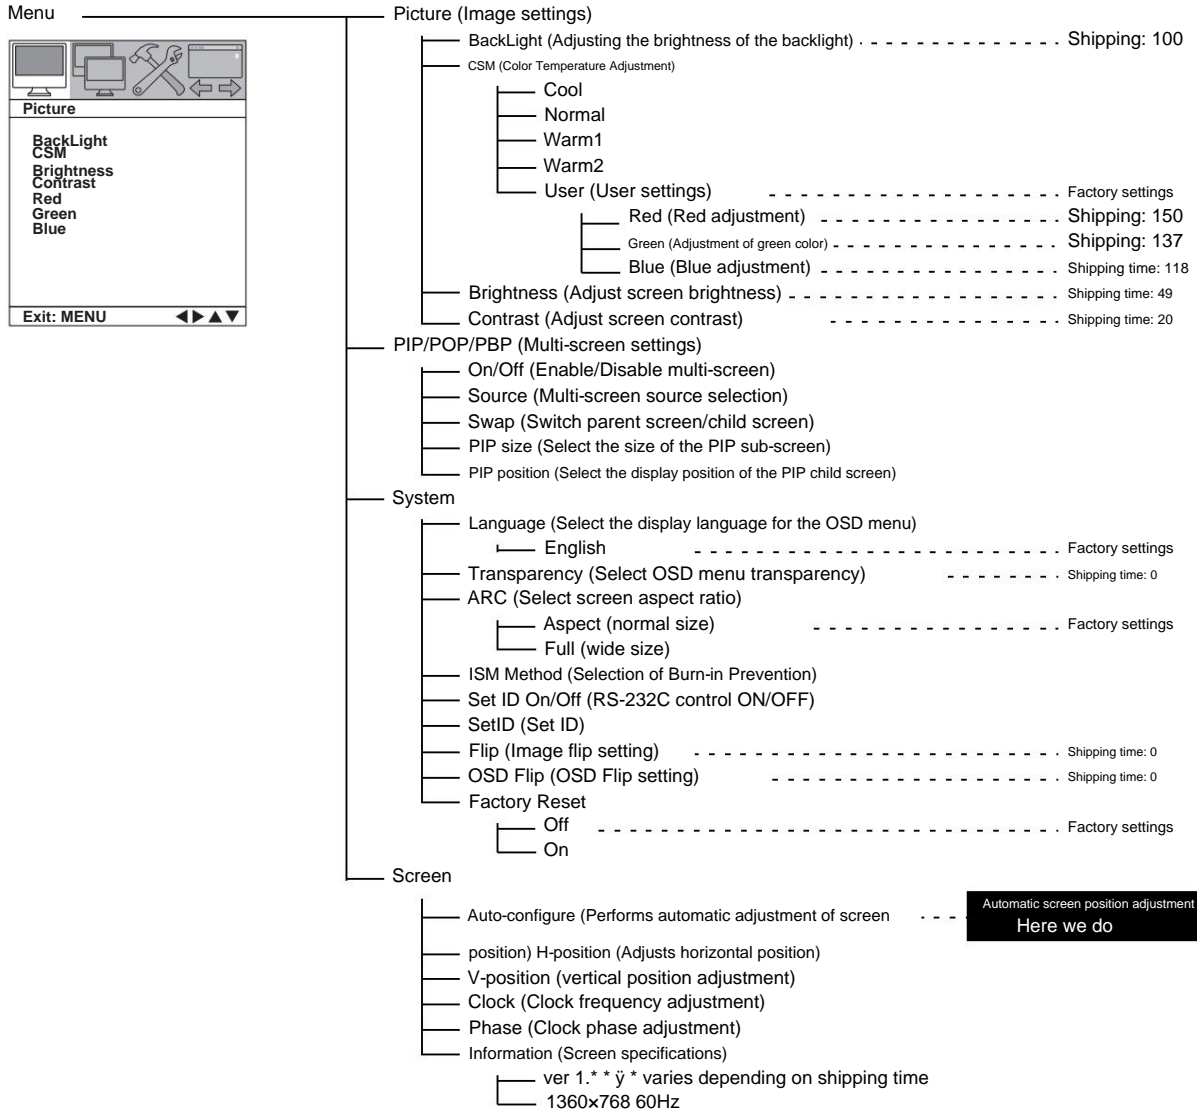 Menu
Picture (Image settings)
BackLight (Adjusting the brightness of the backlight) Shipping: 100
CSM (Color Temperature Adjustment)
Cool
Normal
Warm1
Warm2
User (User settings) Factory settings
Red (Red adjustment) Shipping: 150
Green (Adjustment of green color) Shipping: 137
Blue (Blue adjustment) Shipping time: 118
Brightness (Adjust screen brightness) Shipping time: 49
Contrast (Adjust screen contrast) Shipping time: 20
Picture
BackLight
CSM
Brightness
Contrast
Red
Green
Blue
Exit: MENU
PIP/POP/PBP (Multi-screen settings)
On/Off (Enable/Disable multi-screen)
Source (Multi-screen source selection)
Swap (Switch parent screen/child screen)
PIP size (Select the size of the PIP sub-screen)
PIP position (Select the display position of the PIP child screen)
System
Language (Select the display language for the OSD menu)
English Factory settings
Transparency (Select OSD menu transparency) Shipping time: 0
ARC (Select screen aspect ratio)
Aspect (normal size) Factory settings
Full (wide size)
ISM Method (Selection of Burn-in Prevention)
Set ID On/Off (RS-232C control ON/OFF)
SetID (Set ID)
Flip (Image flip setting) Shipping time: 0
OSD Flip (OSD Flip setting) Shipping time: 0
Factory Reset
Off Factory settings
On
Screen
Auto-configure (Performs automatic adjustment of screen
Automatic screen position adjustment
Here we do
position) H-position (Adjusts horizontal position)
V-position (vertical position adjustment)
Clock (Clock frequency adjustment)
Phase (Clock phase adjustment)
Information (Screen specifications)
ver 1.* * ÿ * varies depending on shipping time
1360×768 60Hz